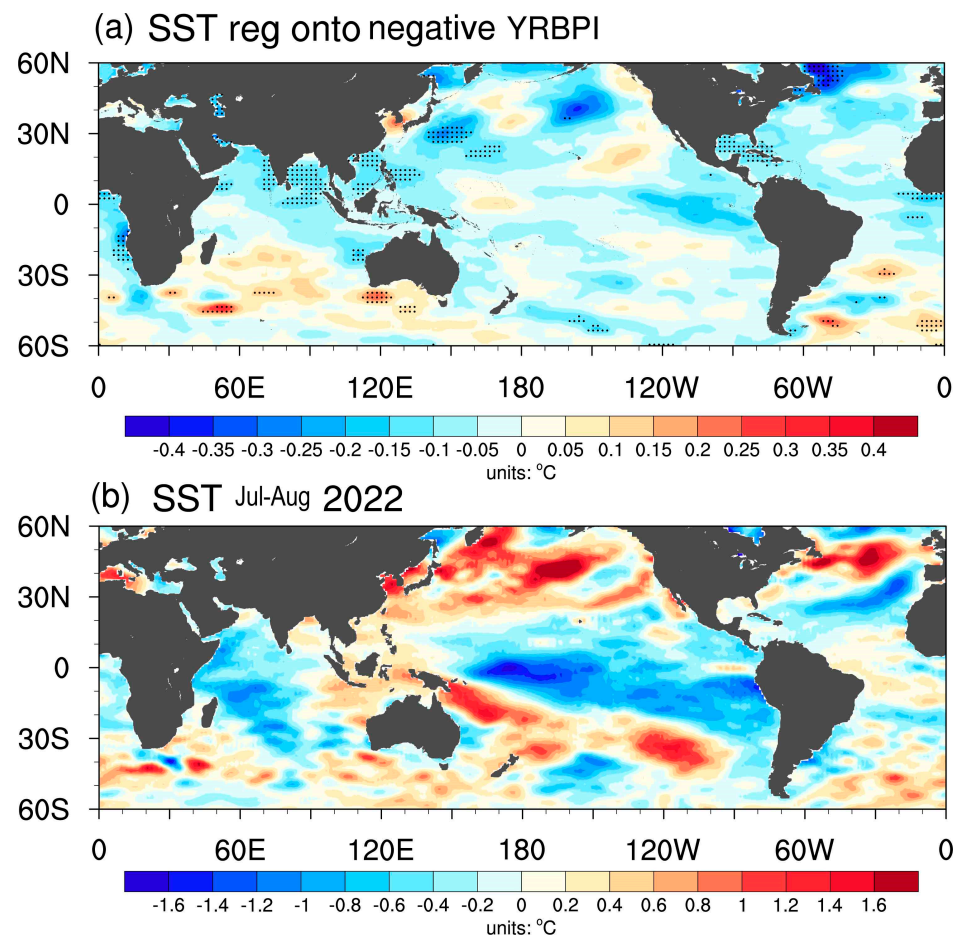 (a) SST reg onto negative YRBPI
60N
30N
0
30S
60S
0 60E 120E 180 120W 60W 0
-0.4 -0.35 -0.3 -0.25 -0.2 -0.15 -0.1 -0.05 0 0.05 0.1 0.15 0.2 0.25 0.3 0.35 0.4
units: °C
(b) SST Jul-Aug 2022
60N
30N
0
30S
60S
0 60E 120E 180 120W 60W 0
-1.6 -1.4 -1.2 -1 -0.8 -0.6 -0.4 -0.2 0 0.2 0.4 0.6 0.8 1 1.2 1.4 1.6
units: °C